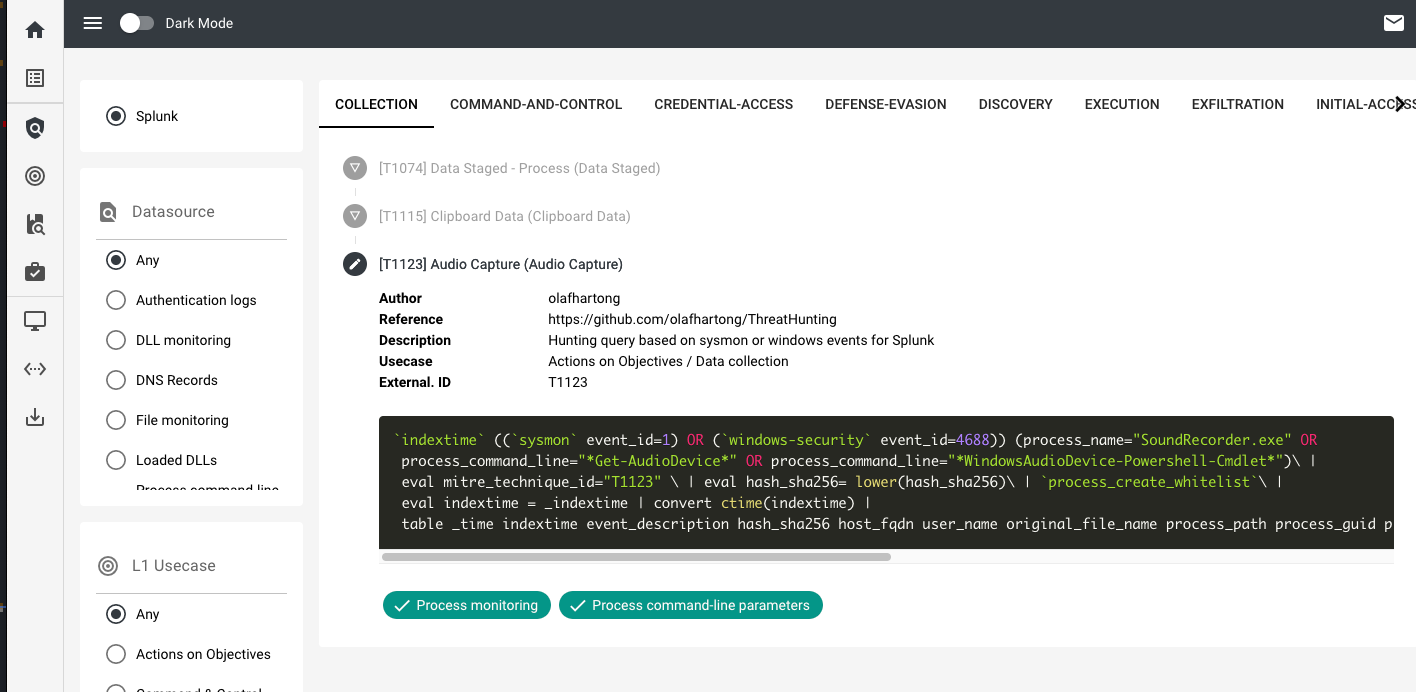 Dark Mode
Splunk
Datasource
Any
Authentication logs
DLL monitoring
DNS Records
File monitoring
Loaded DLLs
Process command-line
L1 Usecase
Any
Actions on Objectives
Command & Control
COLLECTION COMMAND-AND-CONTROL CREDENTIAL-ACCESS DEFENSE-EVASION DISCOVERY EXECUTION EXFILTRATION INITIAL-ACCESS
[T1074] Data Staged - Process (Data Staged)
[T1115] Clipboard Data (Clipboard Data)
[T1123] Audio Capture (Audio Capture)
Author olafhartong
Reference https://github.com/olafhartong/ThreatHunting
Description Hunting query based on sysmon or windows events for Splunk
Usecase Actions on Objectives / Data collection
External. ID T1123
`indextime` ((`sysmon` event_id=1) OR (`windows-security` event_id=4688)) (process_name="SoundRecorder.exe" OR
process_command_line="*Get-AudioDevice*" OR process_command_line="*WindowsAudioDevice-Powershell-Cmdlet*")\ |
eval mitre_technique_id="T1123" \ | eval hash_sha256= lower(hash_sha256)\ | `process_create_whitelist`\ |
eval indextime = _indextime | convert ctime(indextime) |
table _time indextime event_description hash_sha256 host_fqdn user_name original_file_name process_path process_guid p
Process monitoring Process command-line parameters